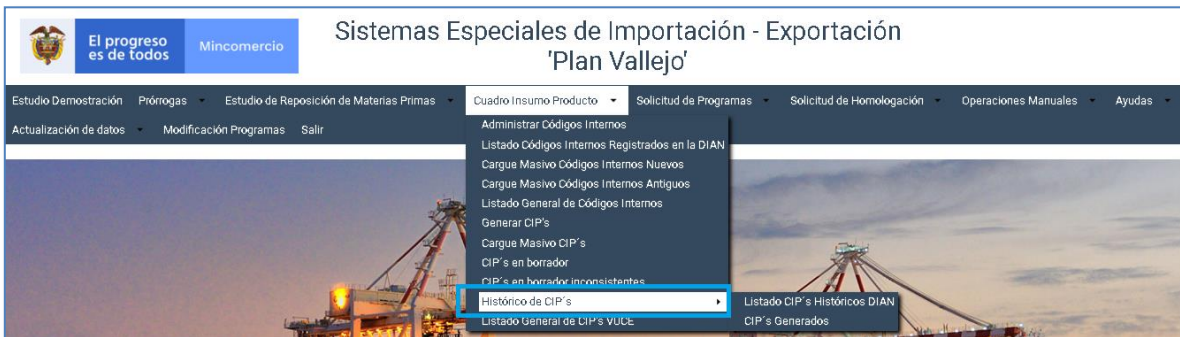 El progreso
es de todos
Mincomercio
Sistemas Especiales de Importación - Exportación
'Plan Vallejo'
Estudio Demostración Prórrogas Estudio de Reposición de Materias Primas Cuadro Insumo Producto Solicitud de Programas Solicitud de Homologación Operaciones Manuales Ayudas
Actualización de datos Modificación Programas Salir
Administrar Códigos Internos
Listado Códigos Internos Registrados en la DIAN
Cargue Masivo Códigos Internos Nuevos
Cargue Masivo Códigos Internos Antiguos
Listado General de Códigos Internos
Generar CIP's
Cargue Masivo CIP´s
CIP´s en borrador
CIP´s en borrador inconsistentes
Histórico de CIP´s
Listado CIP´s Históricos DIAN
Listado General de CIP's VUCE
CIP´s Generados